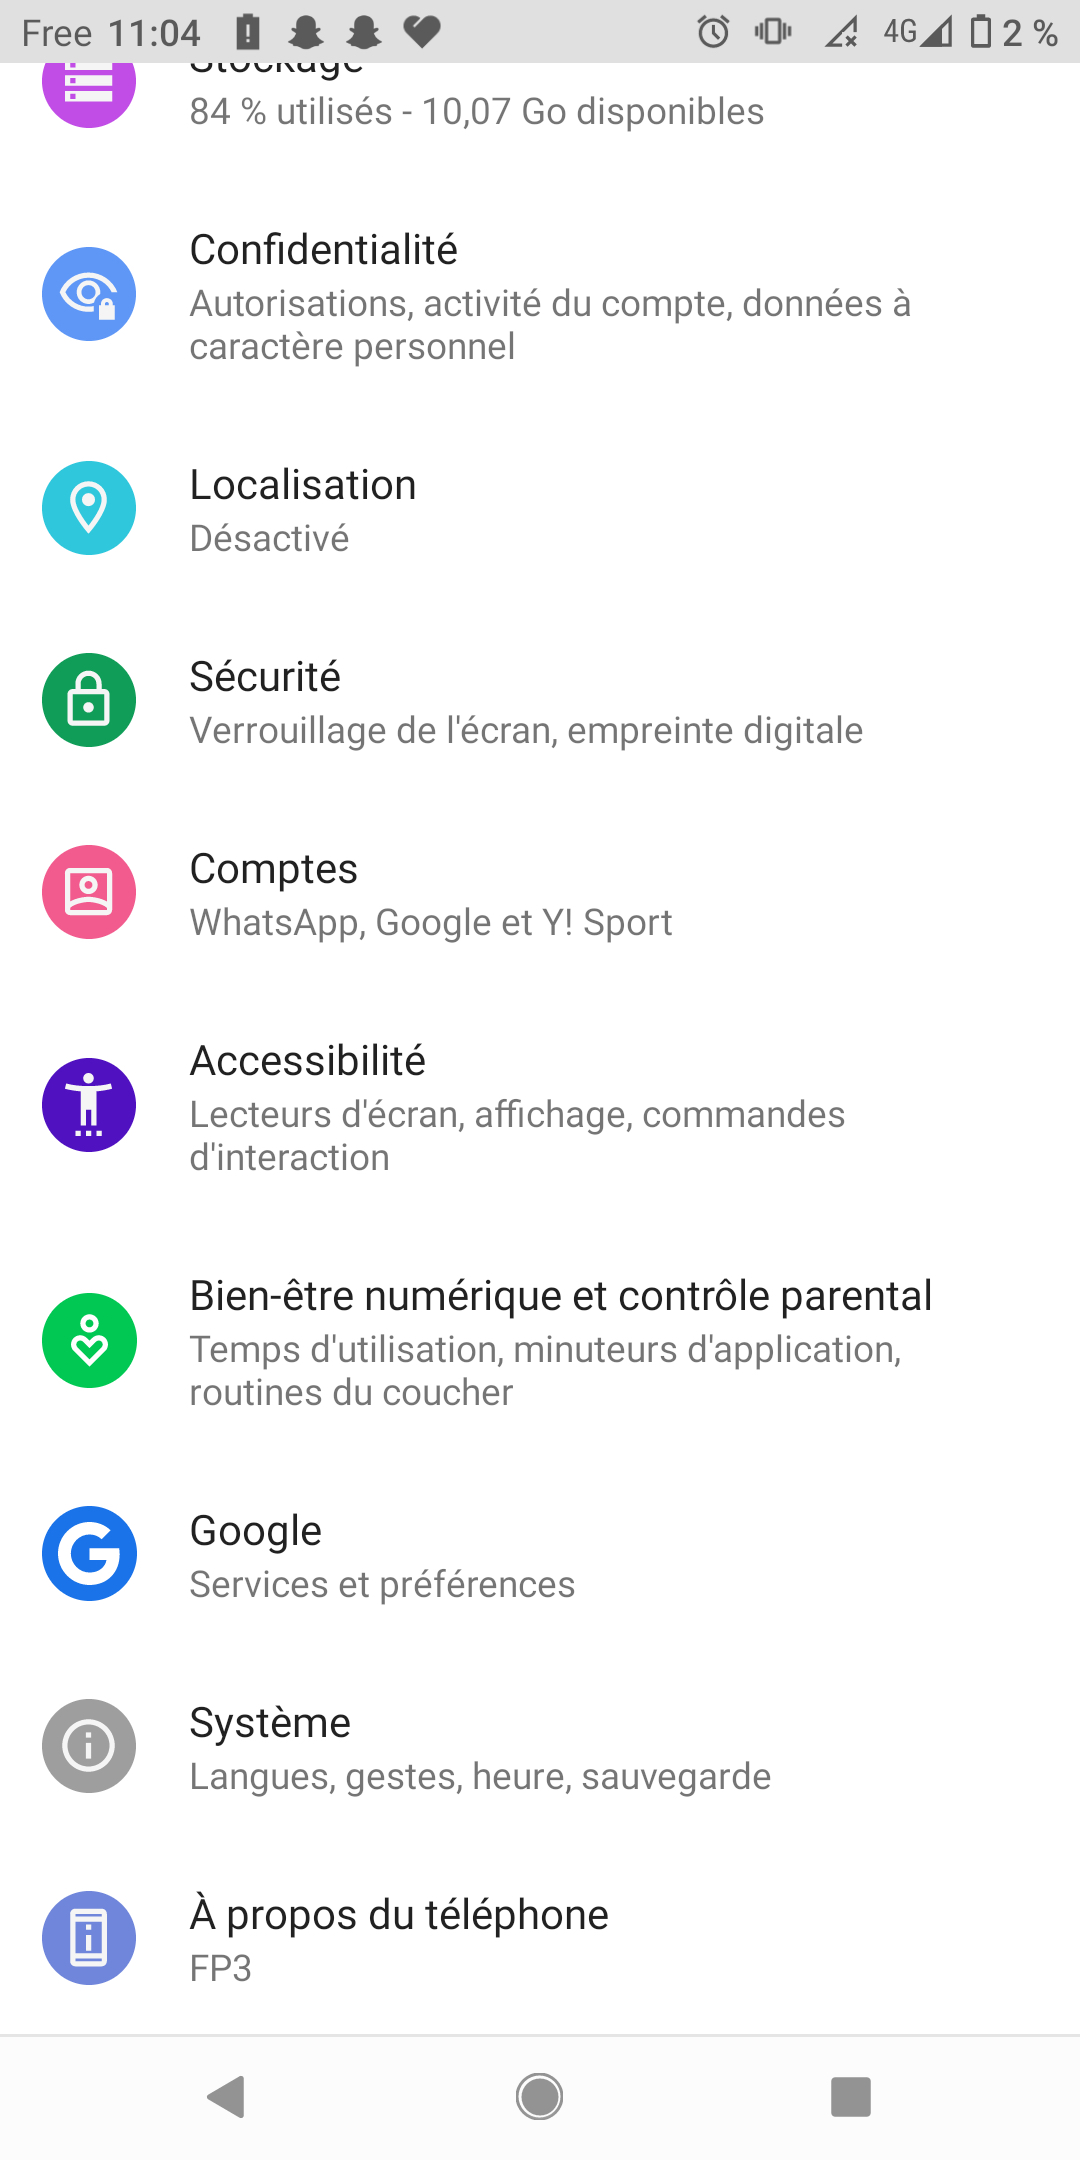 Free 11:04 4G 2 %
Stockage
84 % utilisés - 10,07 Go disponibles
Confidentialité
Autorisations, activité du compte, données à
caractère personnel
Localisation
Désactivé
Sécurité
Verrouillage de l'écran, empreinte digitale
Comptes
WhatsApp, Google et Y! Sport
Accessibilité
Lecteurs d'écran, affichage, commandes
d'interaction
Bien-être numérique et contrôle parental
Temps d'utilisation, minuteurs d'application,
routines du coucher
Google
Services et préférences
Système
Langues, gestes, heure, sauvegarde
À propos du téléphone
FP3